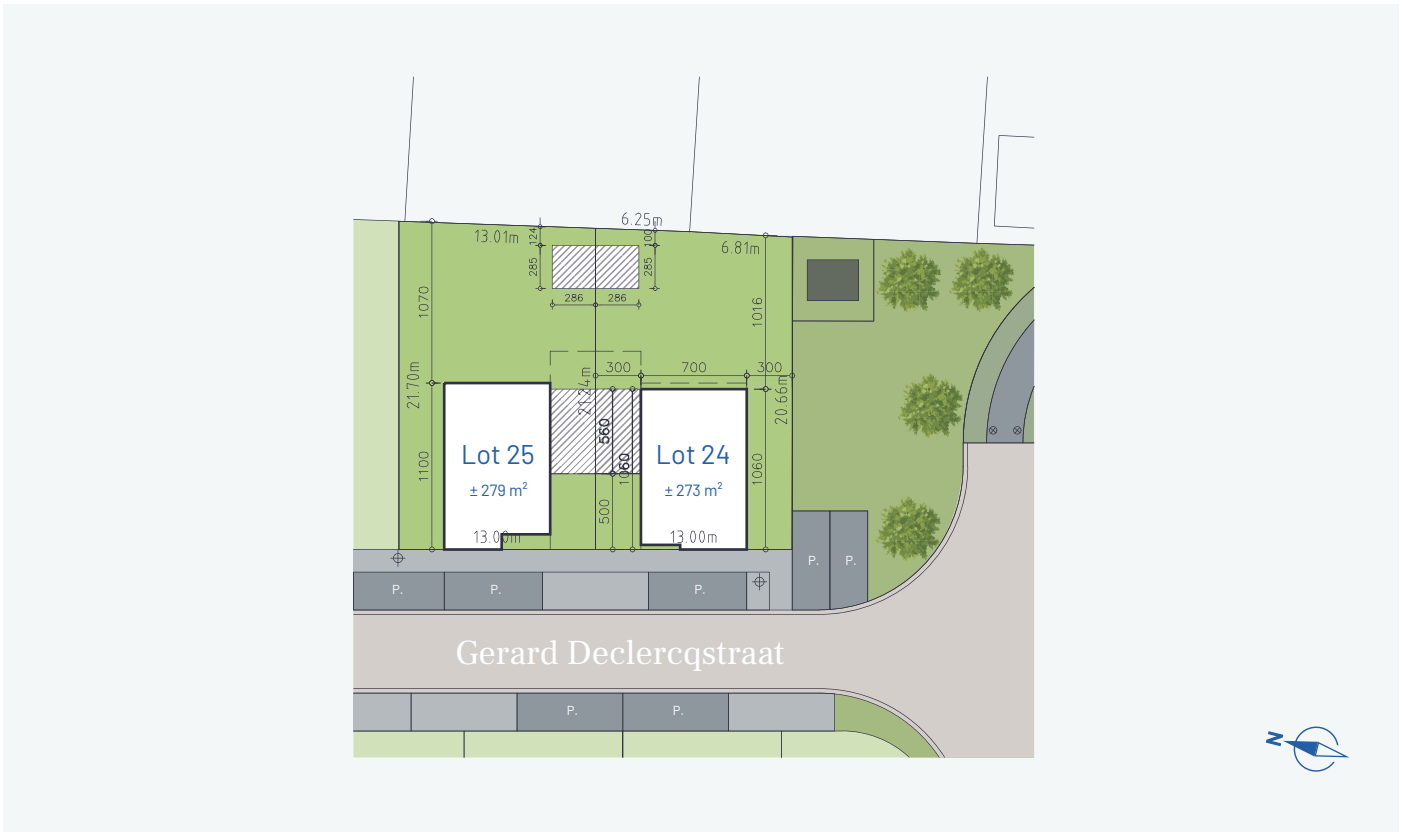 6.25m
13.01m
124
100
6.81m
285
285
286
286
1070
1016
300
700
300
21.70m
21.24m
20.66m
560
1060
Lot 25
Lot 24
± 279 m²
± 273 m²
1100
1060
500
13.00m
13.00m
P.
P.
P.
P.
P.
Gerard Declercqstraat
P.
P.
N